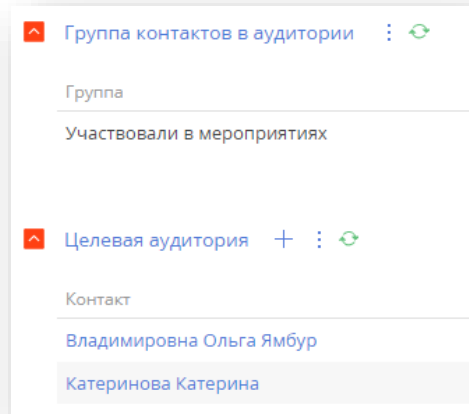 Группа контактов в аудитории
Группа
Участвовали в мероприятиях
Целевая аудитория
Контакт
Владимировна Ольга Ямбур
Катеринова Катерина